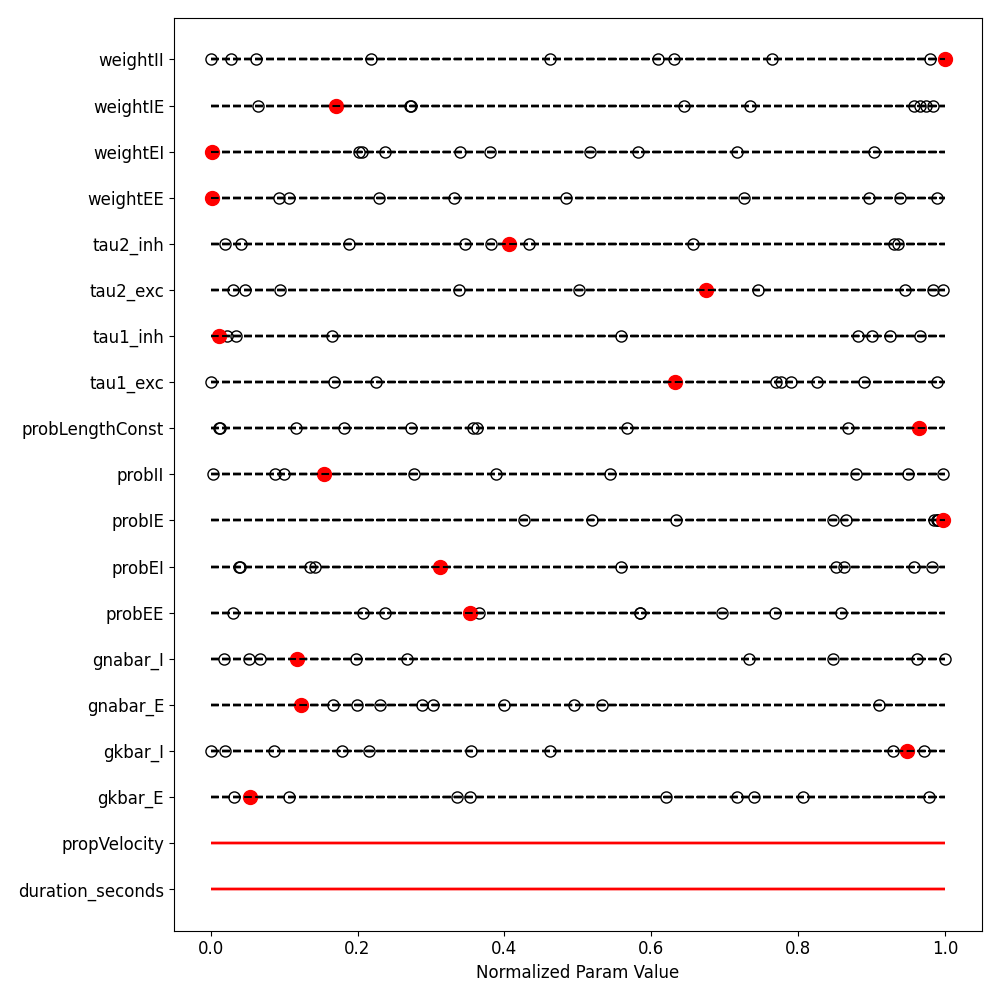 weightII
weightIE
weightEI
weightEE
tau2_inh
tau2_exc
tau1_inh
tau1_exc
probLengthConst
probII
probIE
probEI
probEE
gnabar_I
gnabar_E
gkbar_I
gkbar_E
propVelocity
duration_seconds
0.0 0.2 0.4 0.6 0.8 1.0
Normalized Param Value